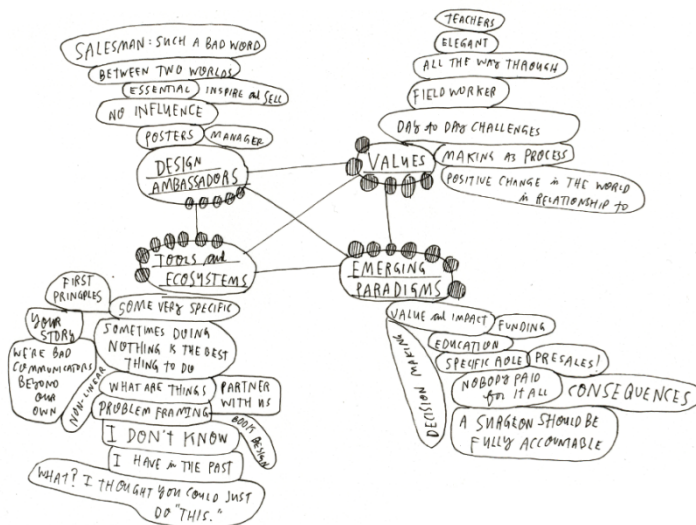 SALESMAN: SUCH A BAD WORD
BETWEEN TWO WORLDS
ESSENTIAL
INSPIRE and SELL
NO INFLUENCE
POSTERS
MANAGER
DESIGN
AMBASSADORS
TEACHERS
ELEGANT
ALL THE WAY THROUGH
FIELD WORKER
DAY to DAY CHALLENGES
VALUES
MAKING AS PROCESS
POSITIVE CHANGE in THE WORLD
in RELATIONSHIP to
TOOLS and
ECOSYSTEMS
FIRST
PRINCIPLES
SOME VERY SPECIFIC
YOUR
STORY
SOMETIMES DOING
NOTHING IS THE BEST
THING to DO
WE'RE BAD
COMMUNICATORS
BEYOND
OUR
OWN
NON-LINEAR
WHAT ARE THINGS
PARTNER
WITH US
PROBLEM FRAMING
BOOK DESIGN
I DON'T KNOW
I HAVE in THE PAST
WHAT? I THOUGHT YOU COULD JUST
DO "THIS."
EMERGING
PARADIGMS
VALUE and IMPACT
FUNDING
DECISION MAKING
EDUCATION
SPECIFIC ROLE
PRESALES!
NOBODY PAID
for IT ALL
CONSEQUENCES
A SURGEON SHOULD BE
FULLY ACCOUNTABLE